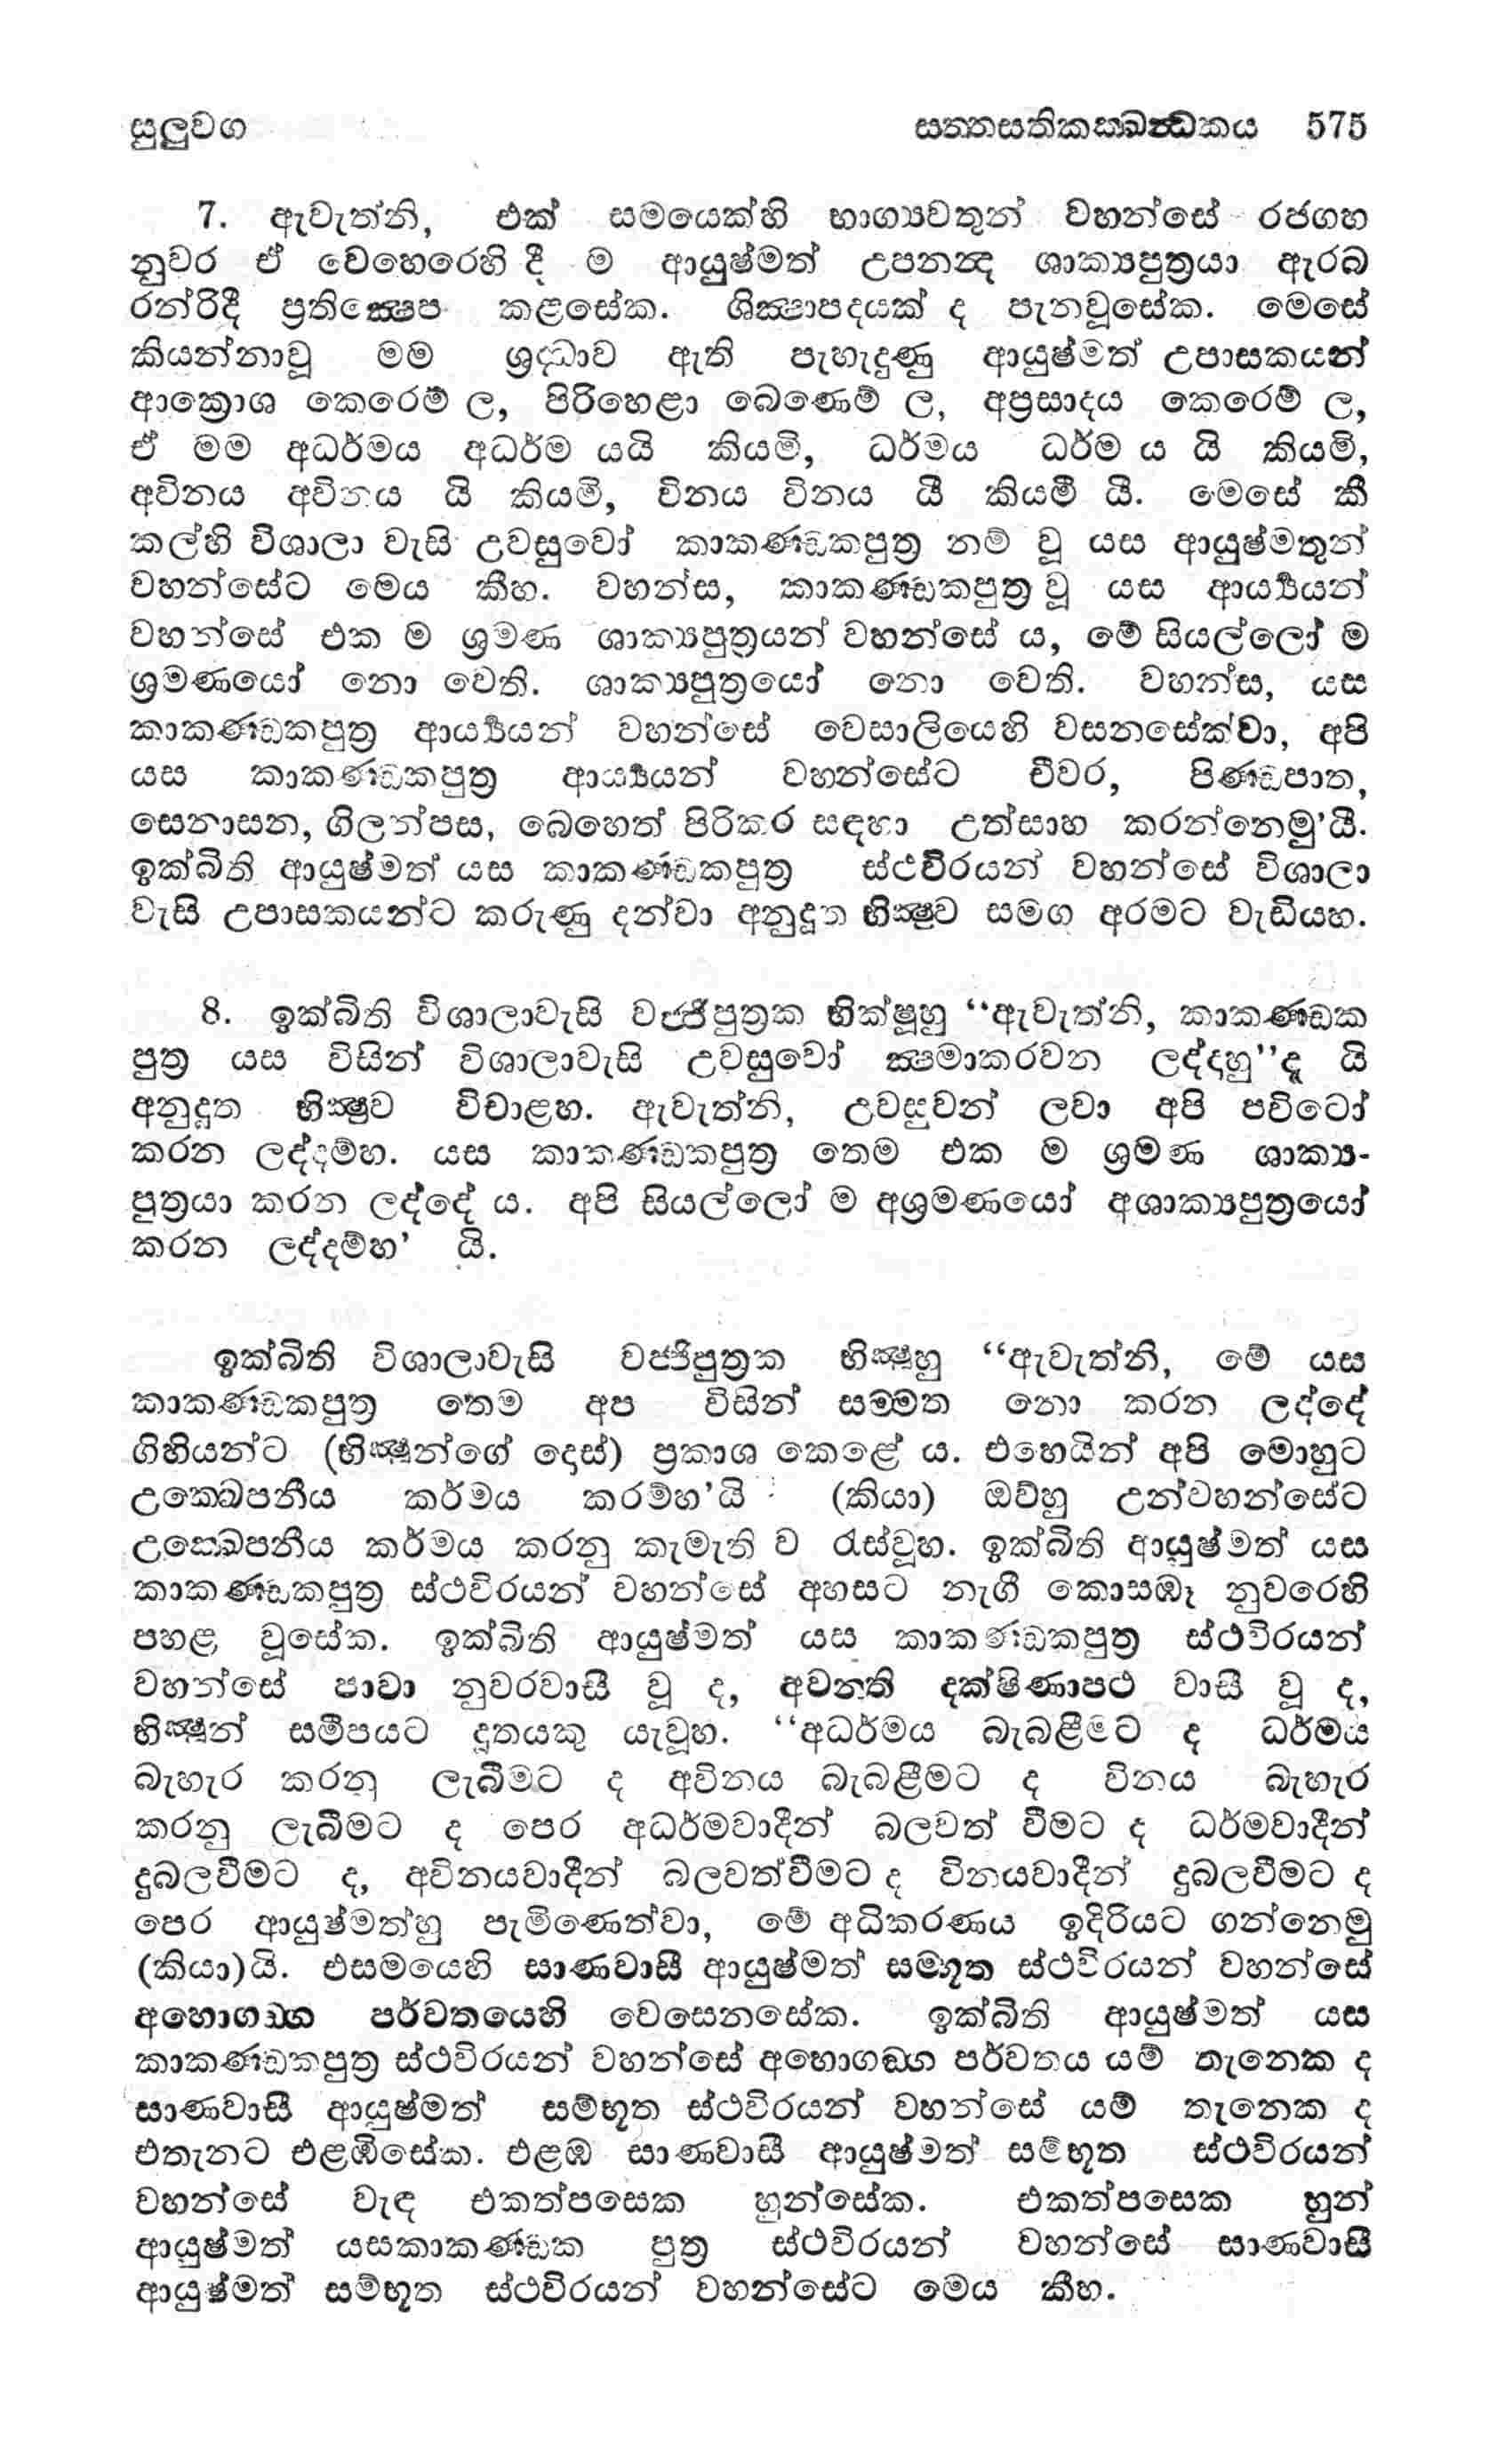 සුලුවග සත්තසතිකක්ඛන්ධකය 575
7. ඇවැත්නි, එක් සමයෙක්හි භාග්‍යවතුන් වහන්සේ රජගහ
නුවර ඒ වෙහෙරෙහි දී ම ආයුෂ්මත් උපනන්ද ශාක්‍යපුත්‍රයා ඇරබ
රන්රිදී ප්‍රතික්‍ෂෙප කළසේක. ශික්‍ෂාපදයක් ද පැනවූසේක. මෙසේ
කියන්නාවූ මම ශ්‍රද්ධාව ඇති පැහැදුණු ආයුෂ්මත් උපාසකයන්
ආක්‍රොශ කෙරෙම් ල, පිරිහෙළා බෙණෙම් ල, අප්‍රසාදය කෙරෙම් ල,
ඒ මම අධර්මය අධර්ම යයි කියමි, ධර්මය ධර්ම ය යි කියමි,
අවිනය අවිනය යි කියමි, විනය විනය යී කියමී යී. මෙසේ කී
කල්හි විශාලා වැසි උවසුවෝ කාකණ්ඩකපුත්‍ර නම් වූ යස ආයුෂ්මතුන්
වහන්සේට මේය කීහ. වහන්ස, කාකණ්ඩකපුත්‍ර වූ යස ආර්‍ය්‍යයන්
වහන්සේ එක ම ශ්‍රමණ ශාක්‍යපුත්‍රයන් වහන්සේ ය, මේ සියල්ලෝ ම
ශ්‍රමණයෝ නො වෙති. ශාක්‍යපුත්‍රයෝ නො වෙති. වහන්ස, යස
කාකණ්ඩකපුත්‍ර ආර්‍ය්‍යයන් වහන්සේ වෙසාලියෙහි වසනසේක්වා, අපි
යස කාකණ්ඩකපුත්‍ර ආර්‍ය්‍යයන් වහන්සේට චීවර, පිණ්ඩපාත,
සෙනාසන, ගිලන්පස, බෙහෙත් පිරිකර සඳහා උත්සාහ කරන්නෙමු'යී.
ඉක්බිති ආයුෂ්මත් යස කාකණ්ඩකපුත්‍ර ස්ථවිරයන් වහන්සේ විශාලා
වැසි උපාසකයන්ට කරුණු දන්වා අනුදූත භික්‍ෂුව සමග අරමට වැඩියහ.
8. ඉක්බිති විශාලාවැසි වජ්ජීපුත්‍රක භික්ෂූහු “ඇවැත්නි, කාකණ්ඩක
පුත්‍ර යස විසින් විශාලාවැසි උවසුවෝ ක්‍ෂමාකරවන ලද්දහු”දැ යි
අනුදූත භික්‍ෂුව විචාළහ. ඇවැත්නි, උවසුවන් ලවා අපි පවිටෝ
කරන ලද්දම්හ. යස කාකණ්ඩකපුත්‍ර තෙම එක ම ශ්‍රමණ ශාක්‍ය-
පුත්‍රයා කරන ලද්දේ ය. අපි සියල්ලෝ ම අශ්‍රමණයෝ අශාක්‍යපුත්‍රයෝ
කරන ලද්දම්හ' යි.
ඉක්බිති විශාලාවැසි වජ්ජිපුත්‍රක භික්‍ෂූහු “ඇවැත්නි, මේ යස
කාකණ්ඩකපුත්‍ර තෙම අප විසින් සම්මත නො කරන ලද්දේ
ගිහියන්ට (භික්‍ෂූන්ගේ දොස්) ප්‍රකාශ කෙළේ ය. එහෙයින් අපි මොහුට
උක්ඛෙපනීය කර්මය කරම්හ'යි (කියා) ඔව්හු උන්වහන්සේට
උක්ඛෙපනීය කර්මය කරනු කැමැති ව රැස්වූහ. ඉක්බිති ආයුෂ්මත් යස
කාකණ්ඩකපුත්‍ර ස්ථවිරයන් වහන්සේ අහසට නැගී කොසඹෑ නුවරෙහි
පහළ වූසේක. ඉක්බිති ආයුෂ්මත් යස කාකණ්ඩකපුත්‍ර ස්ථවිරයන්
වහන්සේ පාවා නුවරවාසී වූ ද, අවන්ති දක්ෂිණාපථ වාසී වූ ද,
භික්‍ෂූන් සමීපයට දූතයකු යැවූහ. “අධර්මය බැබළීමට ද ධර්මය
බැහැර කරනු ලැබීමට ද අවිනය බැබළීමට ද විනය බැහැර
කරනු ලැබීමට ද පෙර අධර්මවාදීන් බලවත් වීමට ද ධර්මවාදීන්
දුබලවීමට ද, අවිනයවාදීන් බලවත්වීමට ද විනයවාදීන් දුබලවීමට ද
පෙර ආයුෂ්මත්හු පැමිණෙත්වා, මේ අධිකරණය ඉදිරියට ගන්නෙමු
(කියා)යි. එසමයෙහි සාණවාසී ආයුෂ්මත් සම්භූත ස්ථවිරයන් වහන්සේ
අහොගඞ්ග පර්වතයෙහි වෙසෙනසේක. ඉක්බිති ආයුෂ්මත් යස
කාකණ්ඩකපුත්‍ර ස්ථවිරයන් වහන්සේ අහොගඞ්ග පර්වතය යම් තැනෙක ද
සාණවාසී ආයුෂ්මත් සම්භූත ස්ථවිරයන් වහන්සේ යම් තැනෙක ද
එතැනට එළඹිසේක. එළඹ සාණවාසී ආයුෂ්මත් සම්භූත ස්ථවිරයන්
වහන්සේ වැඳ එකත්පසෙක හුන්සේක. එකත්පසෙක හුන්
ආයුෂ්මත් යසකාකණ්ඩක පුත්‍ර ස්ථවිරයන් වහන්සේ සාණවාසී
ආයුෂ්මත් සම්භූත ස්ථවිරයන් වහන්සේට මෙය කීහ.